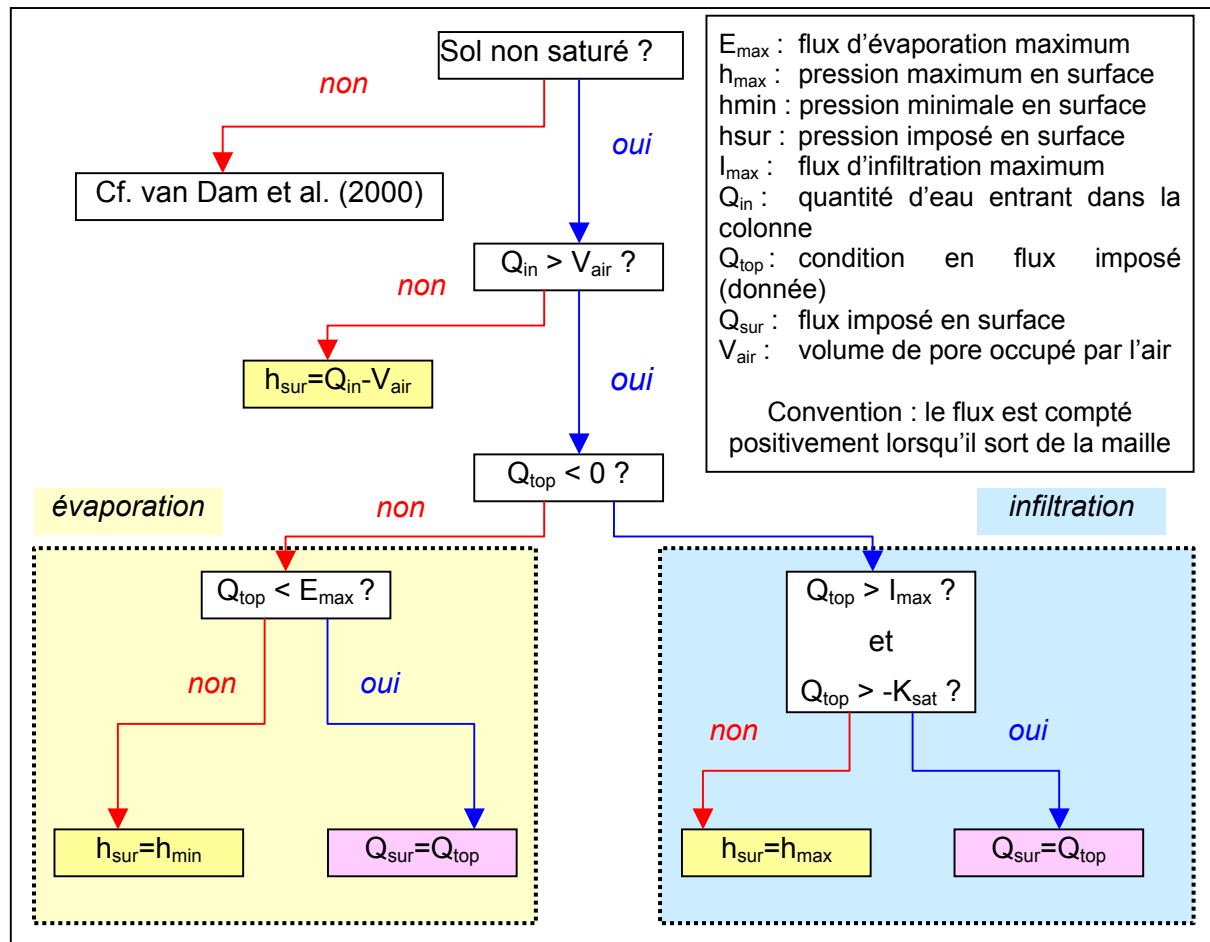 Sol non saturé ?
non
oui
Cf. van Dam et al. (2000)
Q_in > V_air ?
non
oui
h_sur=Q_in-V_air
Q_top < 0 ?
non
évaporation
infiltration
Q_top < E_max ?
non
oui
h_sur=h_min
Q_sur=Q_top
Q_top > I_max ?
et
Q_top > -K_sat ?
non
oui
h_sur=h_max
Q_sur=Q_top
E_max : flux d'évaporation maximum
h_max : pression maximum en surface
hmin : pression minimale en surface
hsur : pression imposé en surface
I_max : flux d'infiltration maximum
Q_in : quantité d'eau entrant dans la
colonne
Q_top : condition en flux imposé
(donnée)
Q_sur : flux imposé en surface
V_air : volume de pore occupé par l'air
Convention : le flux est compté
positivement lorsqu'il sort de la maille